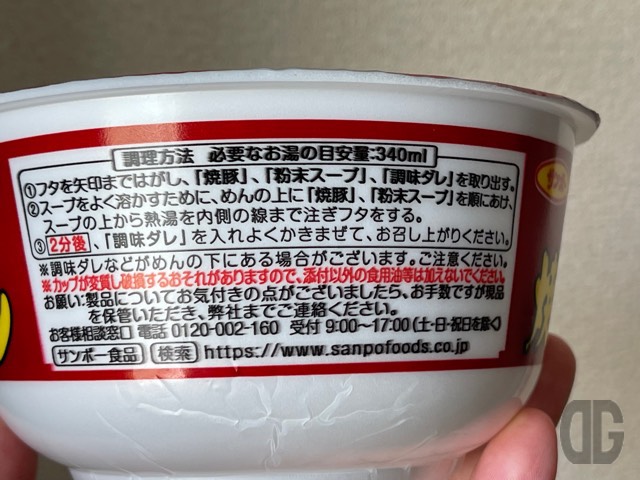 調理方法 必要なお湯の目安量:340ml
①フタを矢印まではがし、「焼豚」、「粉末スープ」、「調味ダレ」を取り出す。
②スープをよく溶かすために、めんの上に「焼豚」、「粉末スープ」を順にあけ、
スープの上から熱湯を内側の線まで注ぎフタをする。
③2分後、「調味ダレ」を入れよくかきまぜて、お召し上がりください。
※調味ダレなどがめんの下にある場合がございます。ご注意ください。
※カップが変質し破損するおそれがありますので、添付以外の食用油等は加えないでください。
お願い:製品についてお気付きの点がございましたら、お手数ですが現品
を保管いただき、弊社までご連絡ください。
お客様相談窓口 電話 0120-002-160 受付 9:00~17:00(土・日・祝日を除く)
サンポー食品 検索 https://www.sanpofoods.co.jp
DG